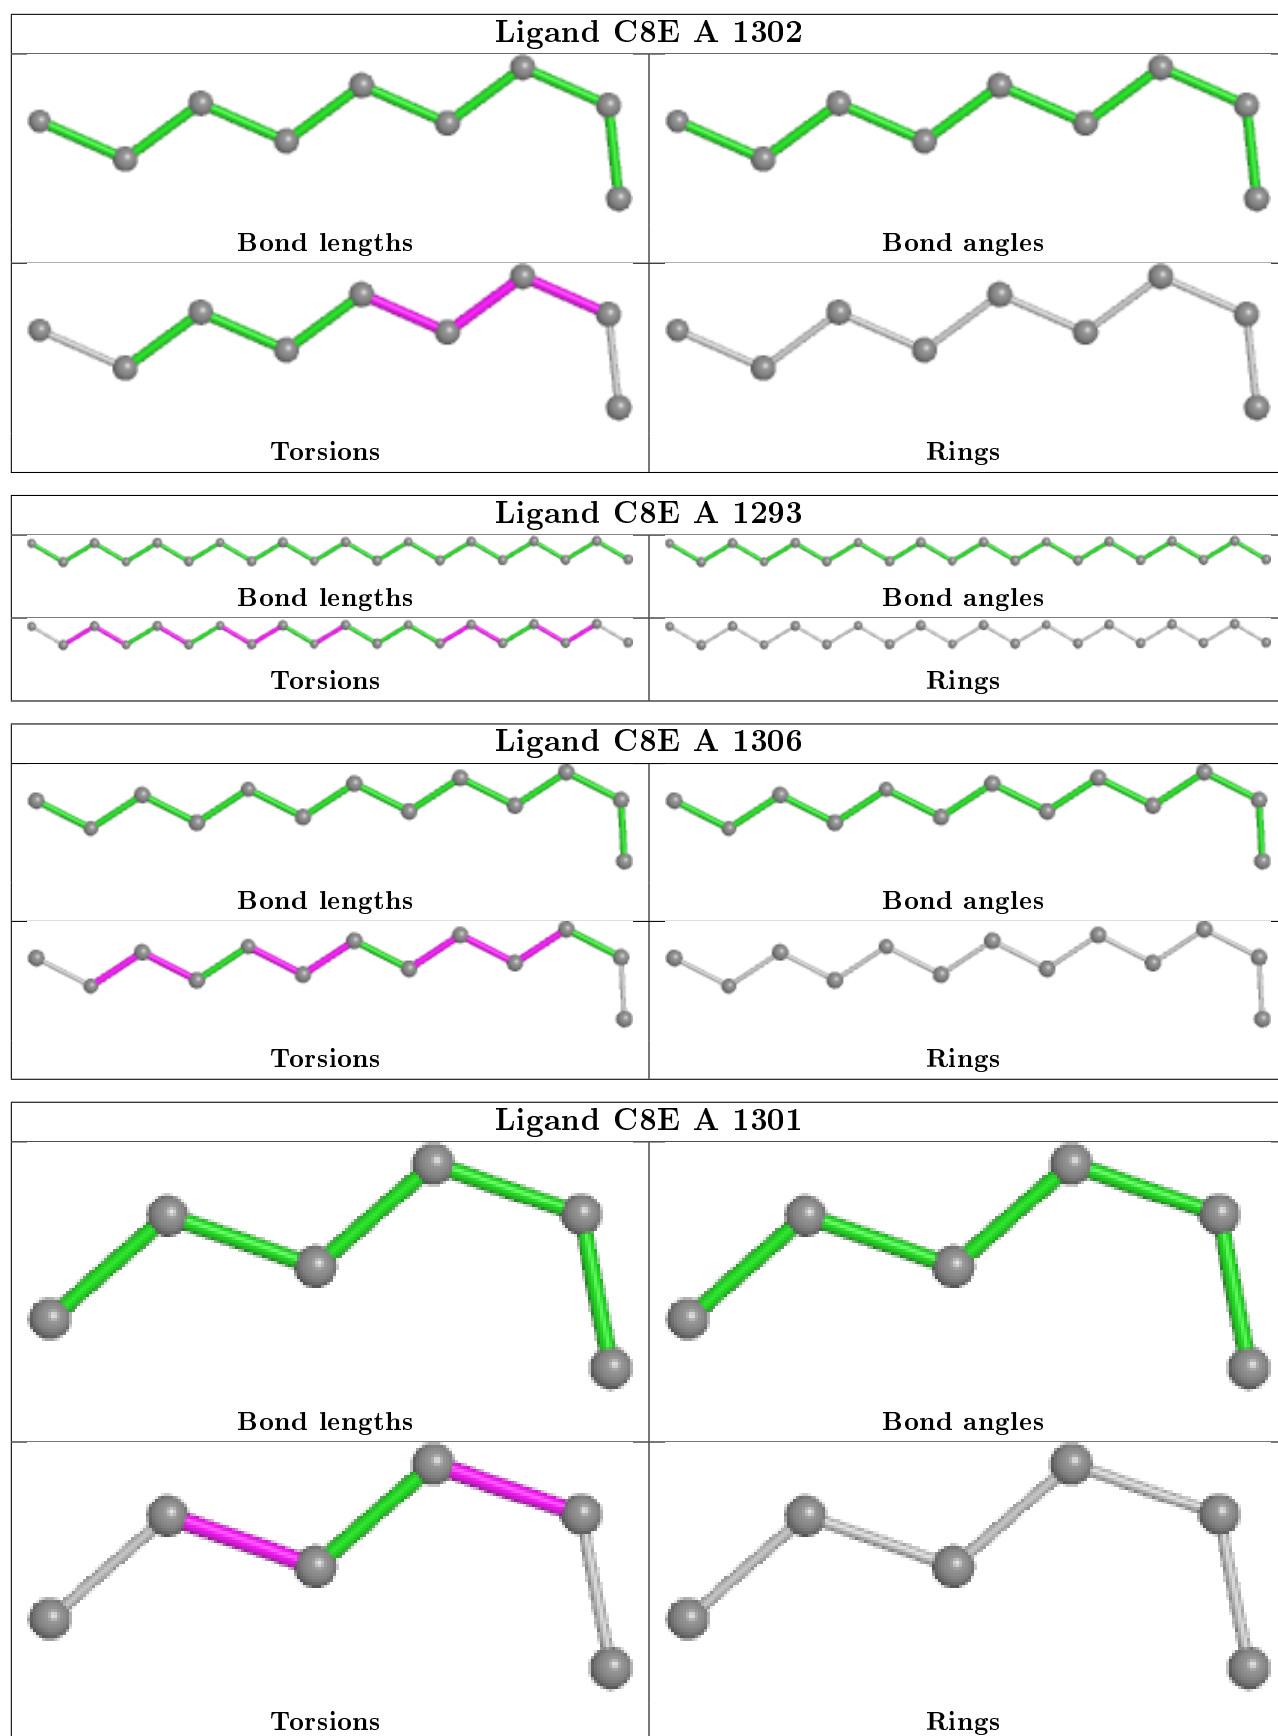 Ligand C8E A 1302
Bond lengths
Bond angles
Torsions
Rings
Ligand C8E A 1293
Bond lengths
Bond angles
Torsions
Rings
Ligand C8E A 1306
Bond lengths
Bond angles
Torsions
Rings
Ligand C8E A 1301
Bond lengths
Bond angles
Torsions
Rings